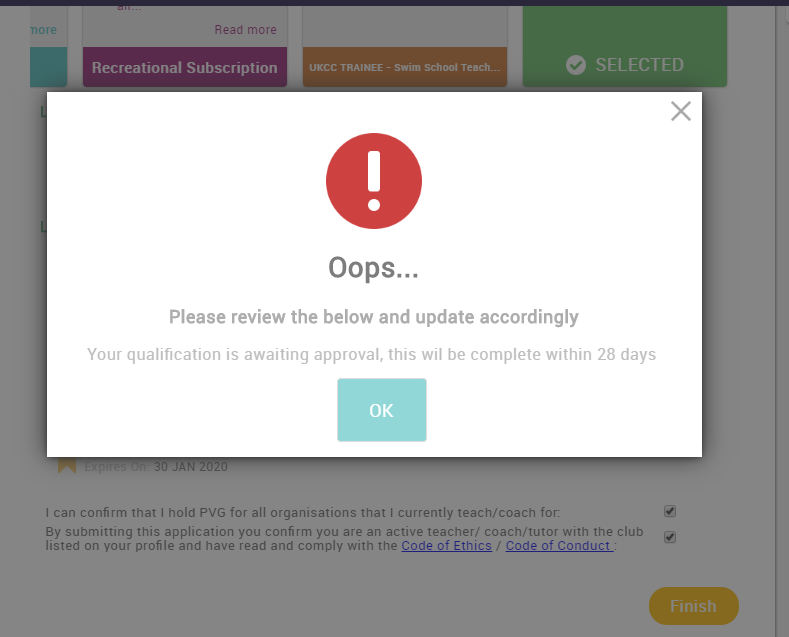 all...
more
Read more
Recreational Subscription
UKCC TRAINEE - Swim School Teach...
SELECTED
L
Oops...
Please review the below and update accordingly
Your qualification is awaiting approval, this wil be complete within 28 days
OK
L
Expires On: 30 JAN 2020
I can confirm that I hold PVG for all organisations that I currently teach/coach for:
By submitting this application you confirm you are an active teacher/ coach/tutor with the club
listed on your profile and have read and comply with the Code of Ethics / Code of Conduct :
Finish